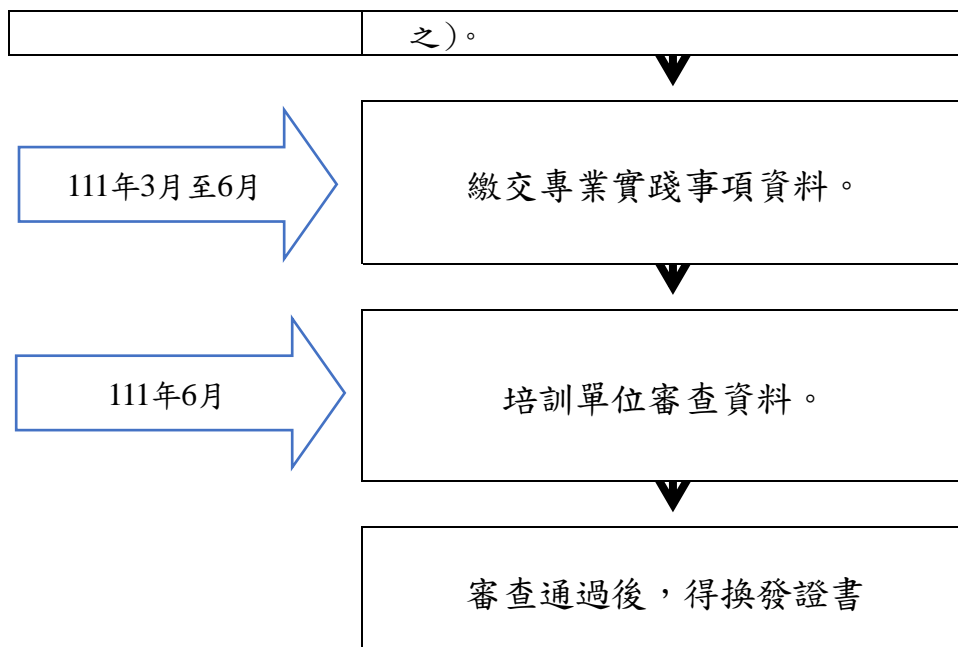 之)。
111年3月至6月
繳交專業實踐事項資料。
111年6月
培訓單位審查資料。
審查通過後，得換發證書